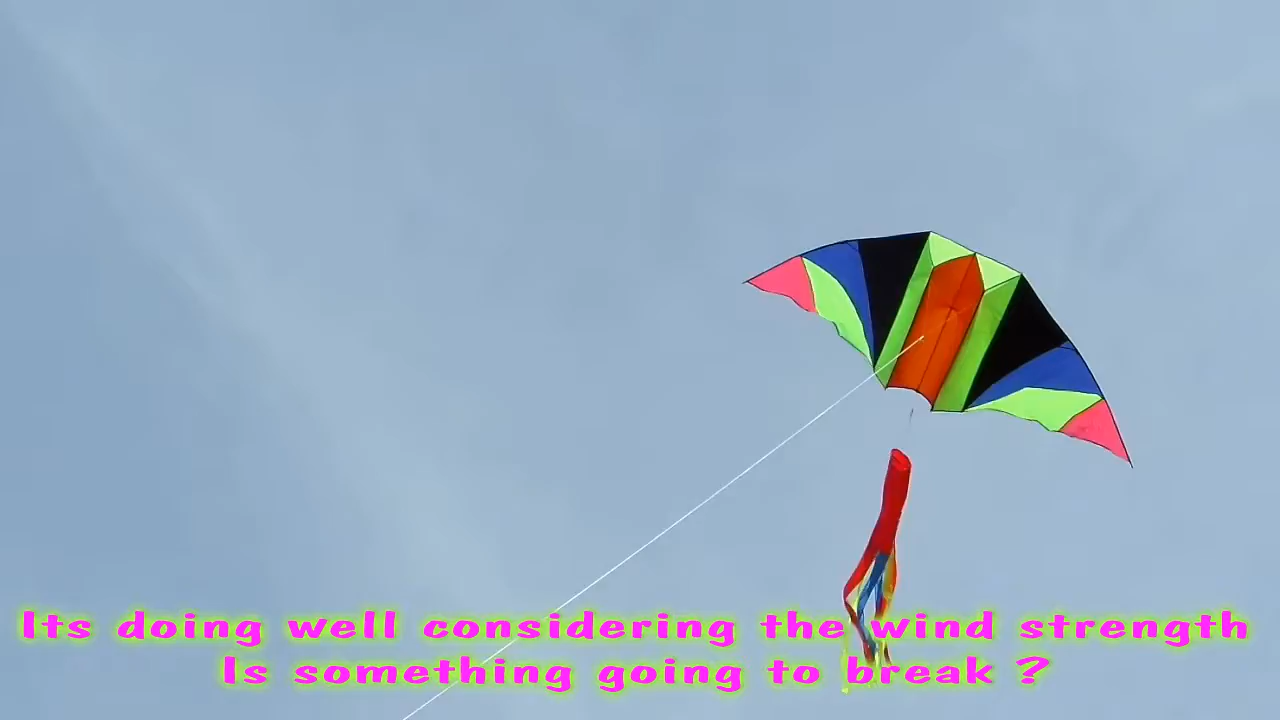 Its doing well considering the wind strength
Is something going to break ?